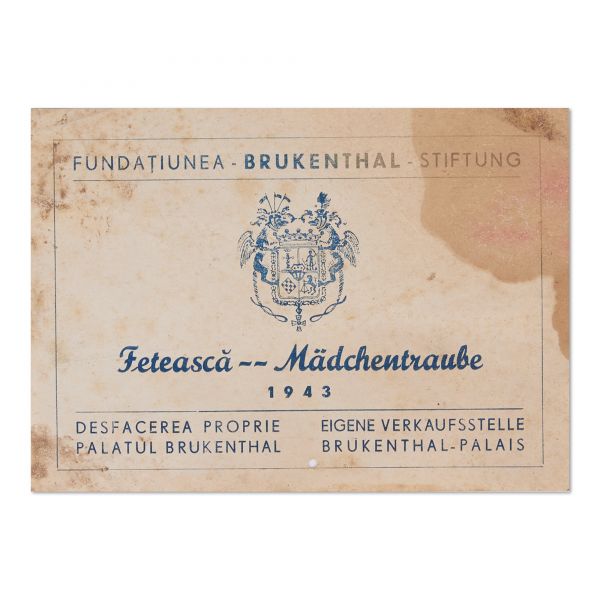 FUNDAȚIUNEA - BRUKENTHAL - STIFTUNG
Fetească -- Mädchentraube
1943
DESFACEREA PROPRIE
PALATUL BRUKENTHAL
EIGENE VERKAUFSSTELLE
BRUKENTHAL-PALAIS